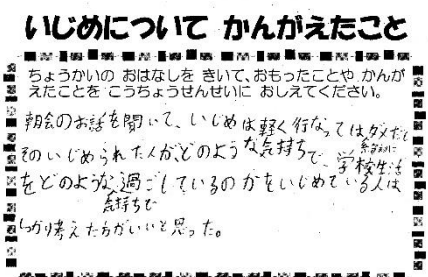 いじめについて かんがえたこと
ちょうかいの おはなしを きいて、おもったことや かんが
えたことを こうちょうせんせいに おしえてください。
朝会のお話を聞いて、いじめは軽く行なってはダメだし
絶対に
そのいじめられた人が、どのような気持ちで、学校生活
をどのような過ごしているのかをいじめている人は
気持ちで
しっかり考えた方がいいと思った。